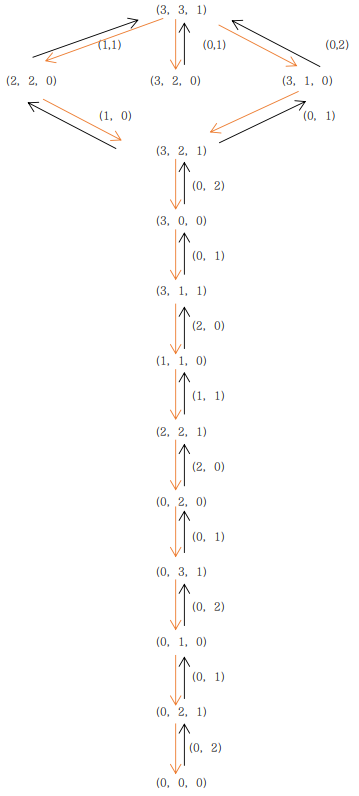 (3, 3, 1)
(1,1)
(0,1)
(0,2)
(2, 2, 0)
(3, 2, 0)
(3, 1, 0)
(1, 0)
(0, 1)
(3, 2, 1)
(0, 2)
(3, 0, 0)
(0, 1)
(3, 1, 1)
(2, 0)
(1, 1, 0)
(1, 1)
(2, 2, 1)
(2, 0)
(0, 2, 0)
(0, 1)
(0, 3, 1)
(0, 2)
(0, 1, 0)
(0, 1)
(0, 2, 1)
(0, 2)
(0, 0, 0)